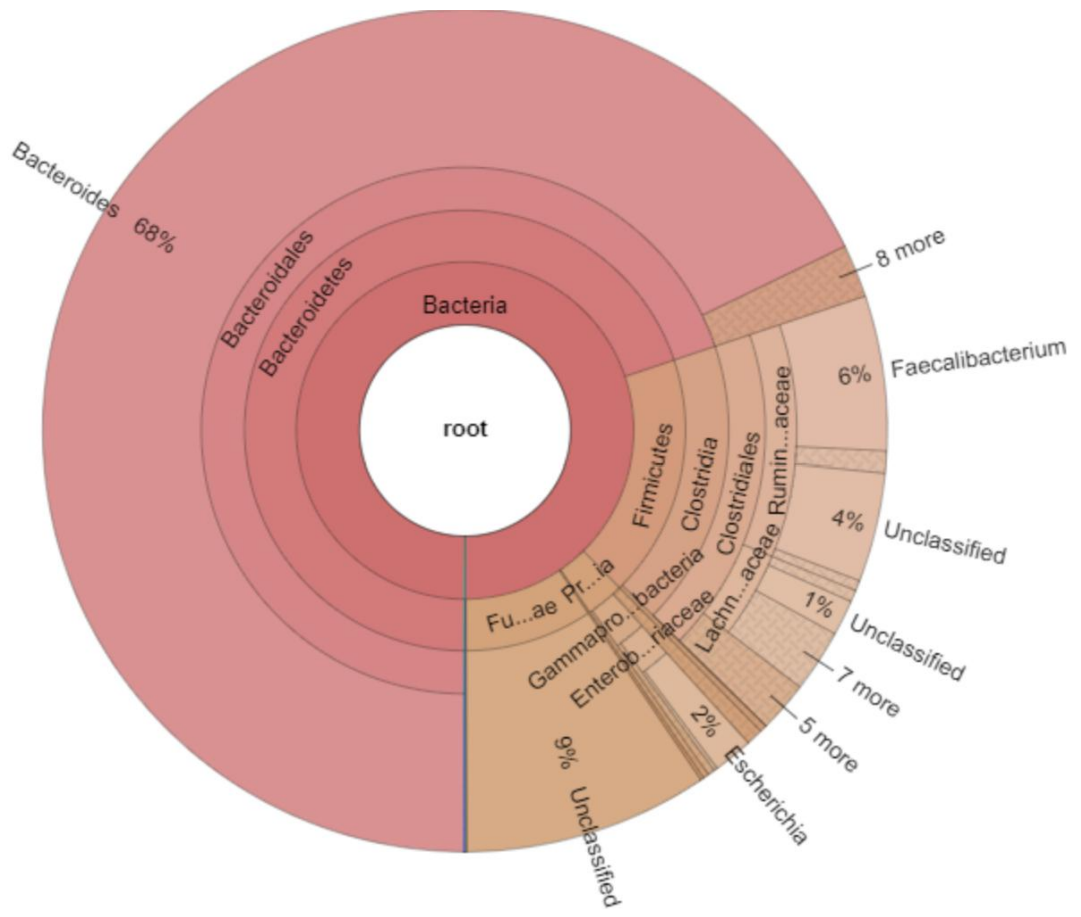 Bacteroides 68%
Bacteroidales
Bacteroidetes
Bacteria
root
8 more
Faecalibacterium
6%
Rumin...aceae
Firmicutes
Clostridia
Clostridiales
4%
Unclassified
Lachn...aceae
1%
Unclassified
7 more
5 more
Pr...ia
Fu...ae
Gammapro...bacteria
Enterob...riaceae
2% Escherichia
9% Unclassified